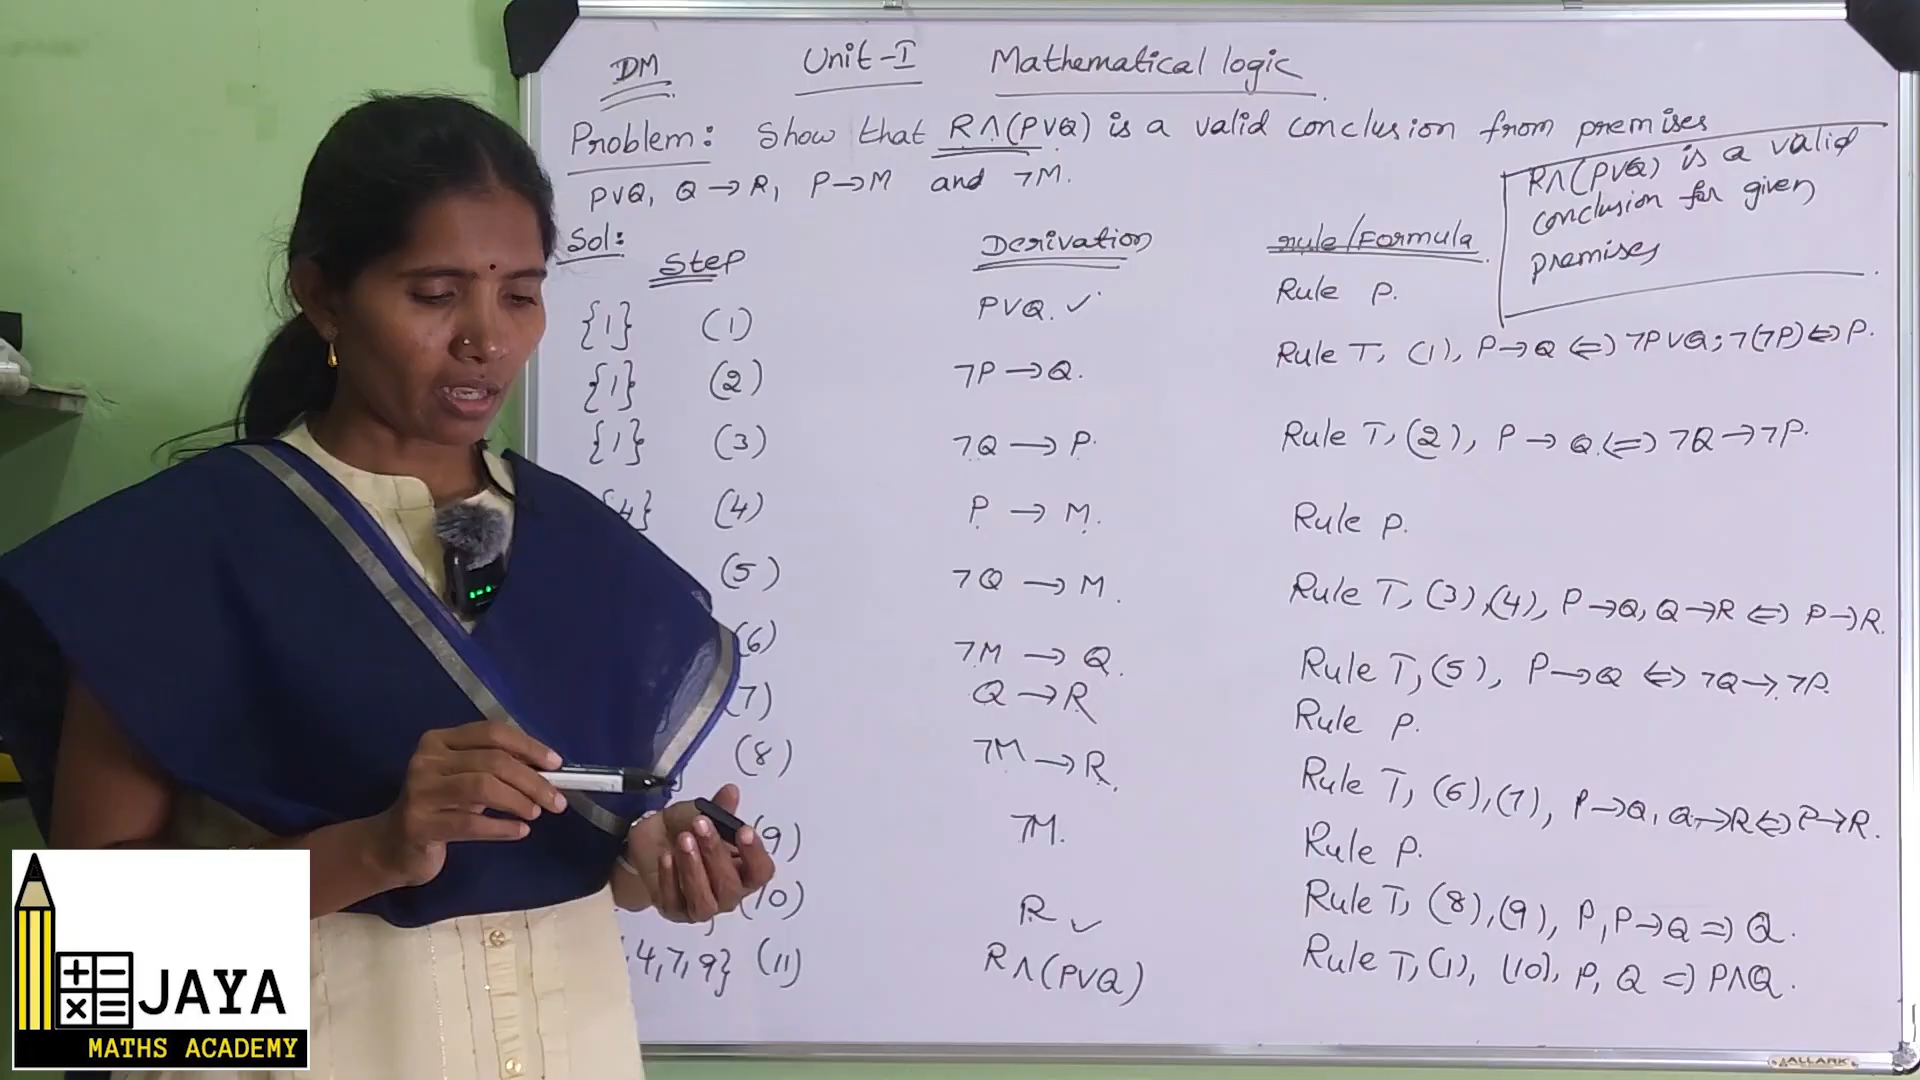 DM Unit-I Mathematical logic
Problem: Show that R∧(P∨Q) is a valid conclusion from premises
P∨Q, Q→R, P→M and ¬M.
R∧(P∨Q) is a valid
conclusion for given
premises
Sol: Step Derivation rule/Formula
{1} (1) P∨Q. ✓ Rule P.
{1} (2) ¬P→Q. Rule T, (1), P→Q ⇔ ¬P∨Q; ¬(¬P)⇔P.
{1} (3) ¬Q→P. Rule T, (2), P→Q ⇔ ¬Q→¬P.
4} (4) P→M. Rule P.
(5) ¬Q→M. Rule T, (3),(4), P→Q, Q→R ⇔ P→R.
(6) ¬M→Q. Rule T, (5), P→Q ⇔ ¬Q→¬P.
(7) Q→R Rule P.
(8) ¬M→R. Rule T, (6),(7), P→Q, Q→R⇔P→R.
(9) ¬M. Rule P.
(10) R ✓ Rule T, (8),(9), P, P→Q ⇒ Q.
,4,7,9} (11) R∧(P∨Q) Rule T, (1), (10), P, Q ⇒ P∧Q.
JAYA
MATHS ACADEMY
ALLARK